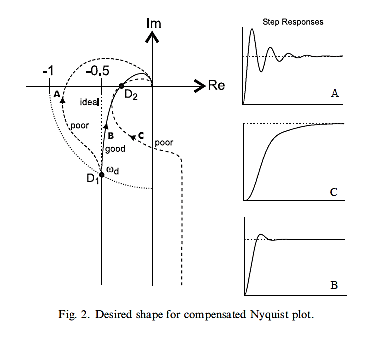 Im
Step Responses
-1
-0.5
Re
A
ideal
D2
A
poor
B
C
poor
good
D1
ωd
C
B
Fig. 2. Desired shape for compensated Nyquist plot.